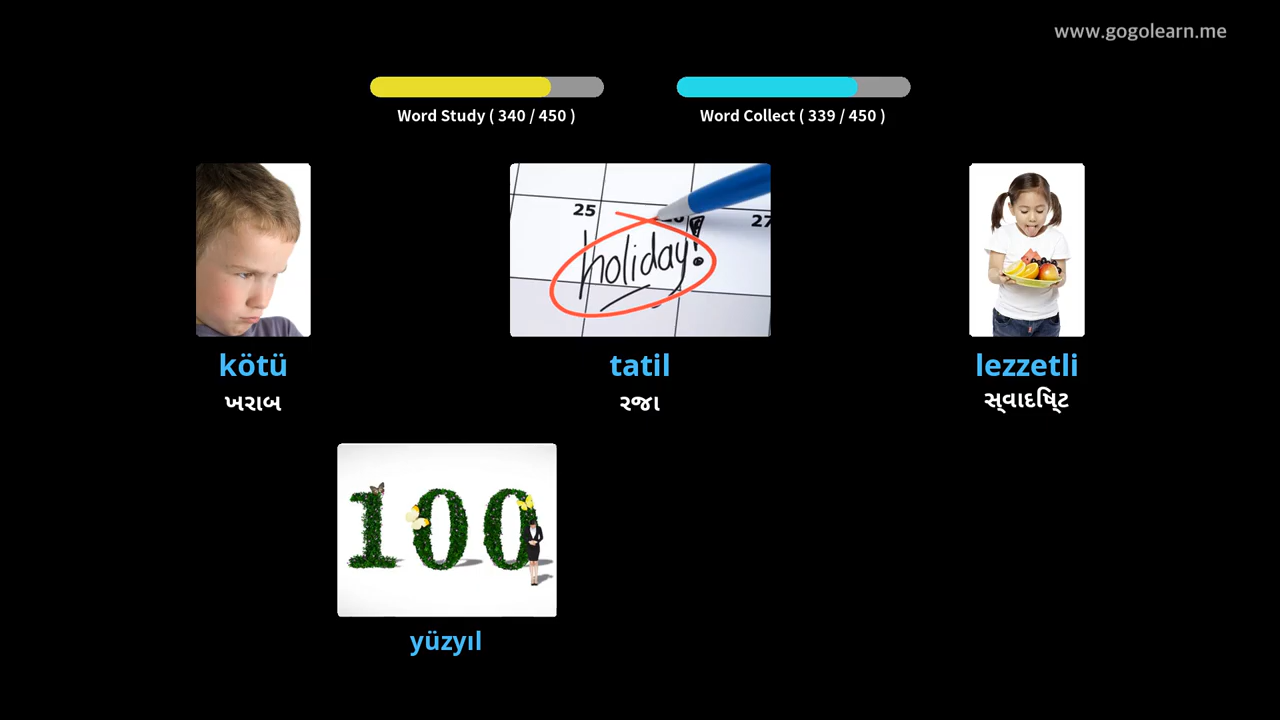 www.gogolearn.me
Word Study ( 340 / 450 )
Word Collect ( 339 / 450 )
25
27
holiday!
100
kötü
tatil
lezzetli
ખરાબ
રજા
સ્વાદિષ્ટ
yüzyıl